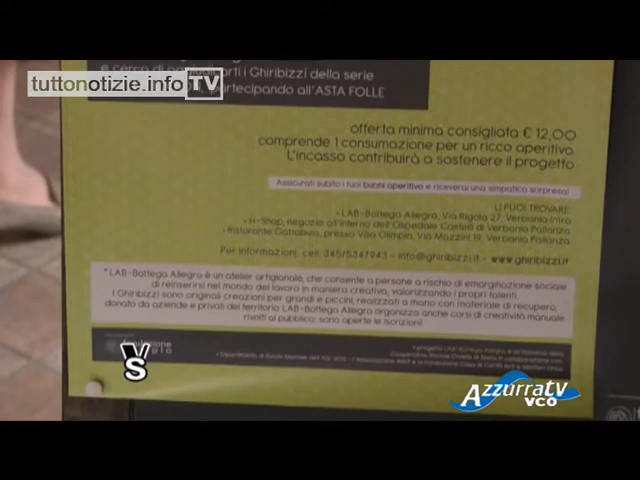 e cerca di aggiudicarti i Ghiribizzi della serie
tuttonotizie.info TV
partecipando all'ASTA FOLLE
offerta minima consigliata € 12,00
comprende 1 consumazione per un ricco aperitivo.
L'incasso contribuirà a sostenere il progetto
Assicurati subito i tuoi buoni aperitivo e riceverai una simpatica sorpresa!
LI PUOI TROVARE:
• LAB-Bottega Allegra, Via Rigola 27, Verbania Intra
• H-Shop, negozio all'interno dell'Ospedale Castelli di Verbania Pallanza
• Ristorante Gattabuia, presso Villa Olimpia, Via Mazzini 19, Verbania Pallanza
Per informazioni: cell. 345/5347943 - info@ghiribizzi.it - www.ghiribizzi.it
* LAB-Bottega Allegra è un atelier artigianale, che consente a persone a rischio di emarginazione sociale
di reinserirsi nel mondo del lavoro in maniera creativa, valorizzando i propri talenti.
I Ghiribizzi sono originali creazioni per grandi e piccini, realizzati a mano con materiale di recupero,
donato da aziende e privati del territorio. LAB-Bottega Allegra organizza anche corsi di creatività manuale
rivolti al pubblico: sono aperte le iscrizioni!
Il progetto LAB-Bottega Allegra
VS
Azzurratv
VCO